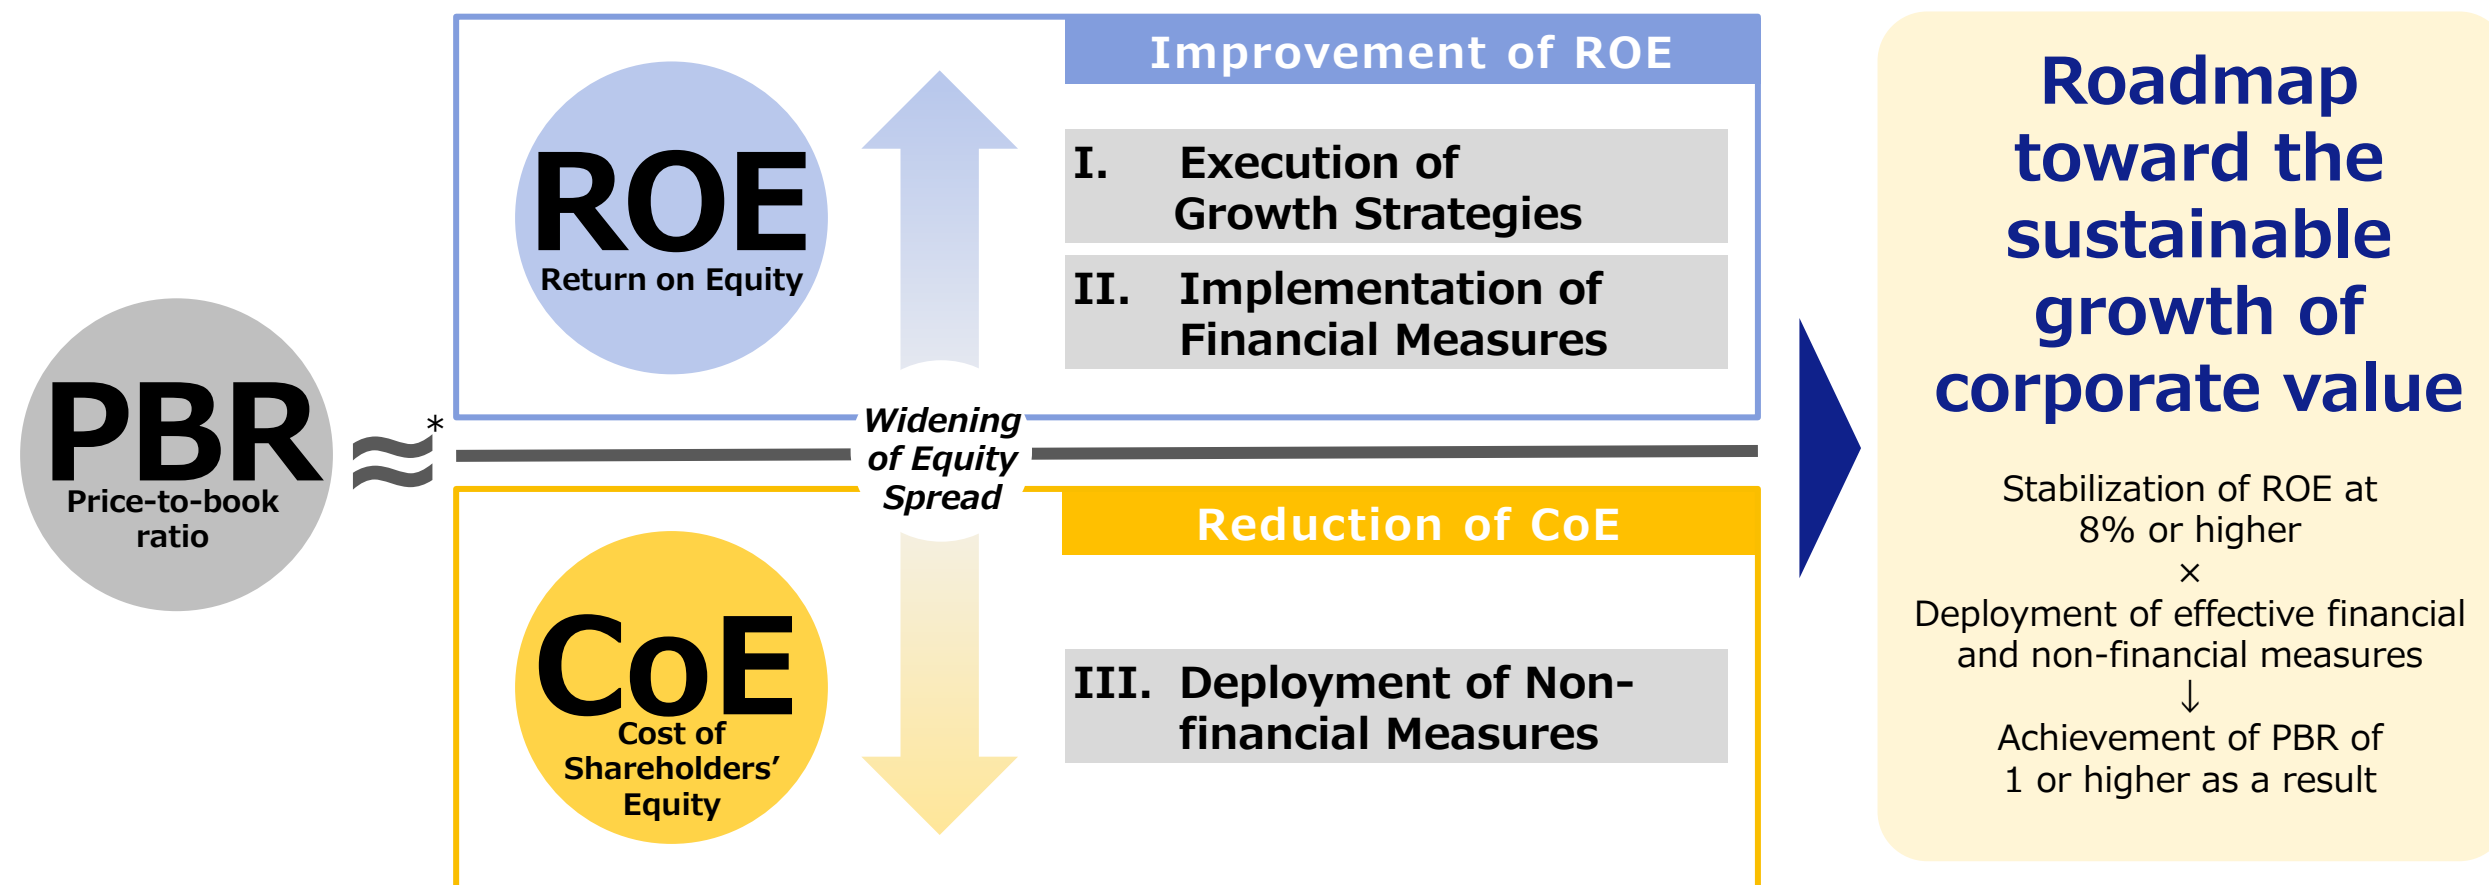 PBR
Price-to-book
ratio
≈*
ROE
Return on Equity
Improvement of ROE
I. Execution of
Growth Strategies
II. Implementation of
Financial Measures
Widening
of Equity
Spread
CoE
Cost of
Shareholders’
Equity
Reduction of CoE
III. Deployment of Non-
financial Measures
Roadmap
toward the
sustainable
growth of
corporate value
Stabilization of ROE at
8% or higher
×
Deployment of effective financial
and non-financial measures
↓
Achievement of PBR of
1 or higher as a result